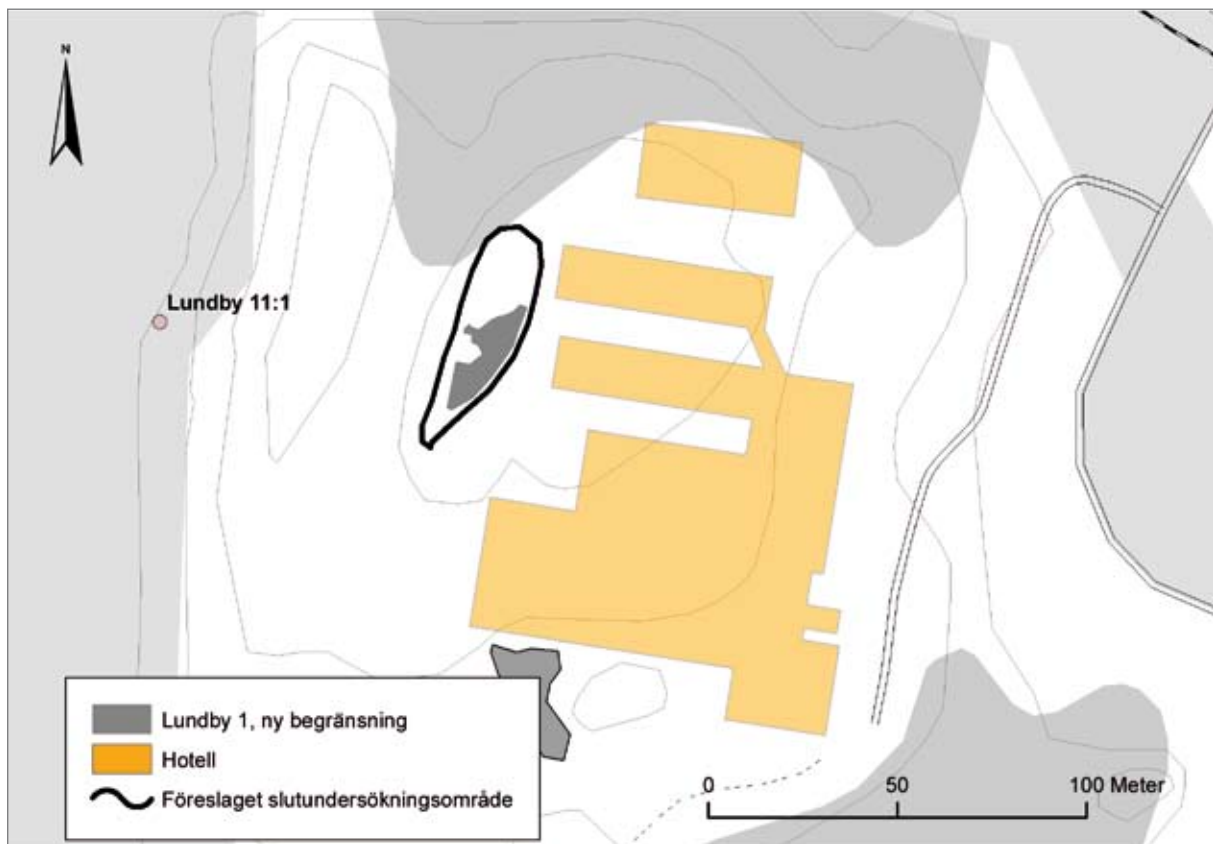 N
Lundby 11:1
Lundby 1, ny begränsning
Hotell
Föreslaget slutundersökningsområde
0 50 100 Meter